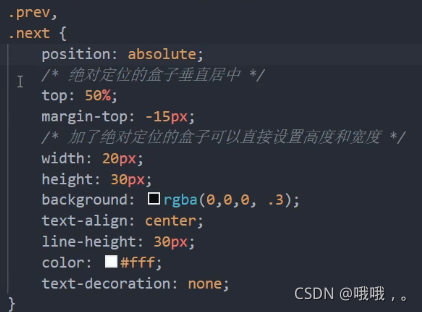 .prev,
.next {
position: absolute;
/* 绝对定位的盒子垂直居中 */
top: 50%;
margin-top: -15px;
/* 加了绝对定位的盒子可以直接设置高度和宽度 */
width: 20px;
height: 30px;
background: rgba(0,0,0, .3);
text-align: center;
line-height: 30px;
color: #fff;
text-decoration: none;
}
CSDN @哦哦，。